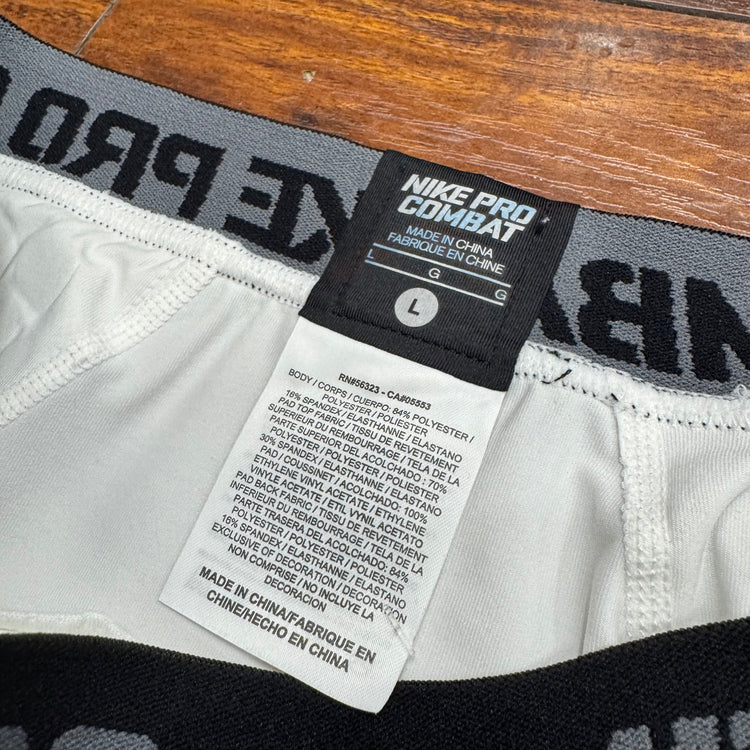 NIKE PRO
COMBAT
MADE IN CHINA
FABRIQUE EN CHINE
L G G
L
RN#56323 - CA#05553
BODY / CORPS / CUERPO: 84% POLYESTER /
POLYESTER / POLIESTER
16% SPANDEX / ELASTHANNE / ELASTANO
PAD TOP FABRIC / TISSU DE REVETEMENT
SUPERIEUR DU REMBOURRAGE / TELA DE LA
PARTE SUPERIOR DEL ACOLCHADO : 70%
POLYESTER / POLYESTER / POLIESTER
30% SPANDEX / ELASTHANNE / ELASTANO
PAD / COUSSINET / ACOLCHADO: 100%
ETHYLENE VINYL ACETATE / ETHYLENE
VINYLE ACETATE / ETIL VYNIL ACETATO
PAD BACK FABRIC / TISSU DE REVETEMENT
INFERIEUR DU REMBOURRAGE / TELA DE LA
PARTE TRASERA DEL ACOLCHADO: 84%
POLYESTER / POLYESTER / POLIESTER
16% SPANDEX / ELASTHANNE / ELASTANO
EXCLUSIVE OF DECORATION / DECORATION
NON COMPRISE / NO INCLUYE LA
DECORACION
MADE IN CHINA/FABRIQUE EN
CHINE/HECHO EN CHINA